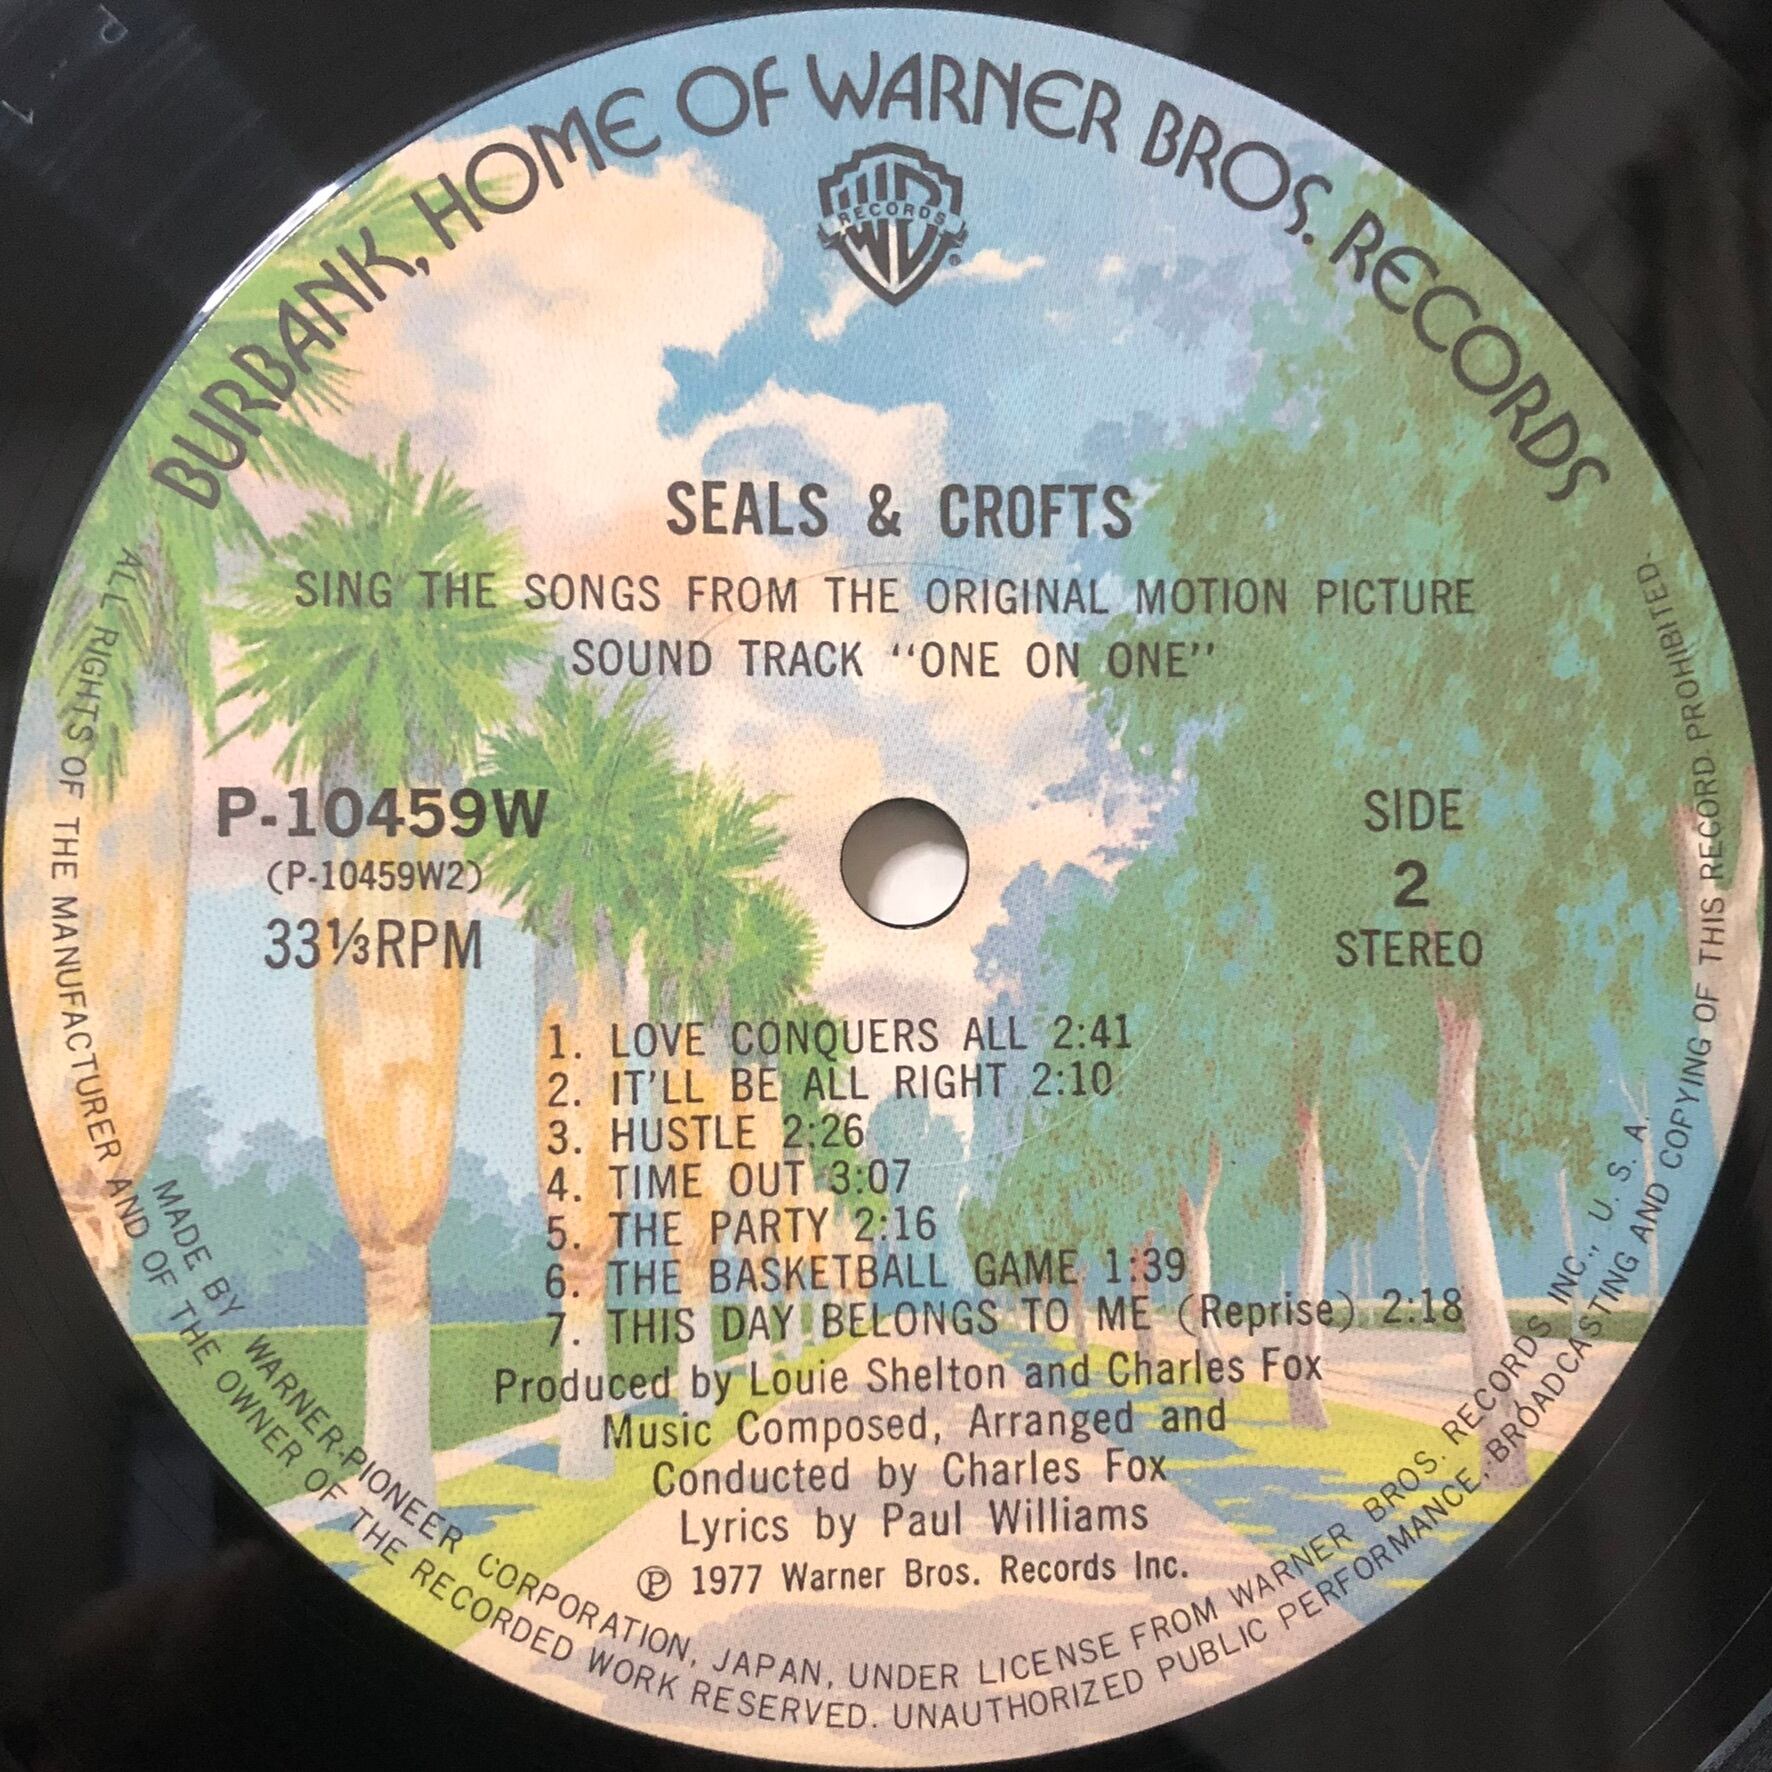 BURBANK, HOME OF WARNER BROS. RECORDS
RECORDS
SEALS & CROFTS
SING THE SONGS FROM THE ORIGINAL MOTION PICTURE
SOUND TRACK "ONE ON ONE"
P-10459W
(P-10459W2)
33⅓RPM
SIDE
2
STEREO
1. LOVE CONQUERS ALL 2:41
2. IT'LL BE ALL RIGHT 2:10
3. HUSTLE 2:26
4. TIME OUT 3:07
5. THE PARTY 2:16
6. THE BASKETBALL GAME 1:39
7. THIS DAY BELONGS TO ME (Reprise) 2:18
Produced by Louie Shelton and Charles Fox
Music Composed, Arranged and
Conducted by Charles Fox
Lyrics by Paul Williams
℗ 1977 Warner Bros. Records Inc.
MADE BY WARNER-PIONEER CORPORATION, JAPAN, UNDER LICENSE FROM WARNER BROS. RECORDS INC., U. S. A.
ALL RIGHTS OF THE MANUFACTURER AND OF THE OWNER OF THE RECORDED WORK RESERVED. UNAUTHORIZED PUBLIC PERFORMANCE, BROADCASTING AND COPYING OF THIS RECORD PROHIBITED.